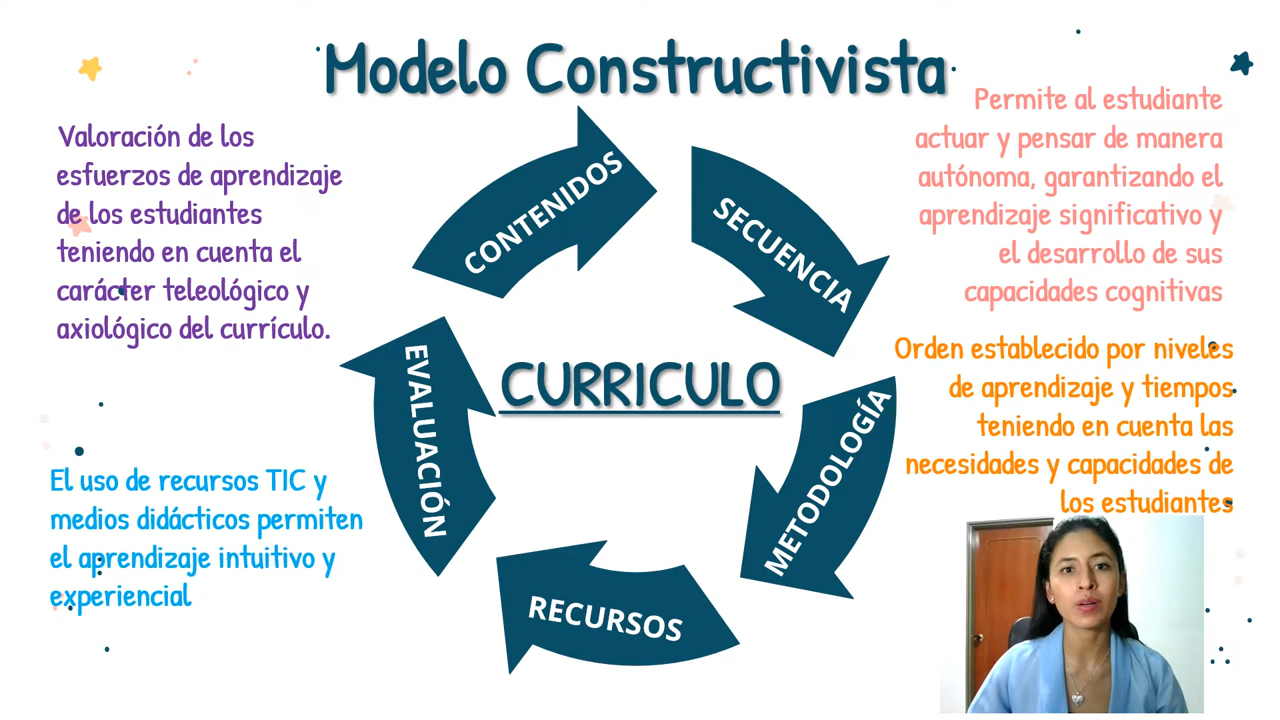 Modelo Constructivista
Valoración de los
esfuerzos de aprendizaje
de los estudiantes
teniendo en cuenta el
carácter teleológico y
axiológico del currículo.
CONTENIDOS
SECUENCIA
Permite al estudiante
actuar y pensar de manera
autónoma, garantizando el
aprendizaje significativo y
el desarrollo de sus
capacidades cognitivas
EVALUACIÓN
CURRICULO
METODOLOGÍA
Orden establecido por niveles
de aprendizaje y tiempos
teniendo en cuenta las
necesidades y capacidades de
los estudiantes
El uso de recursos TIC y
medios didácticos permiten
el aprendizaje intuitivo y
experiencial
RECURSOS